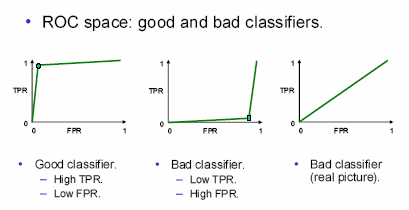 • ROC space: good and bad classifiers.
1
TPR
0
0 FPR 1
1
TPR
0
0 FPR 1
1
TPR
0
0 FPR 1
• Good classifier.
– High TPR.
– Low FPR.
• Bad classifier.
– Low TPR.
– High FPR.
• Bad classifier
(real picture).